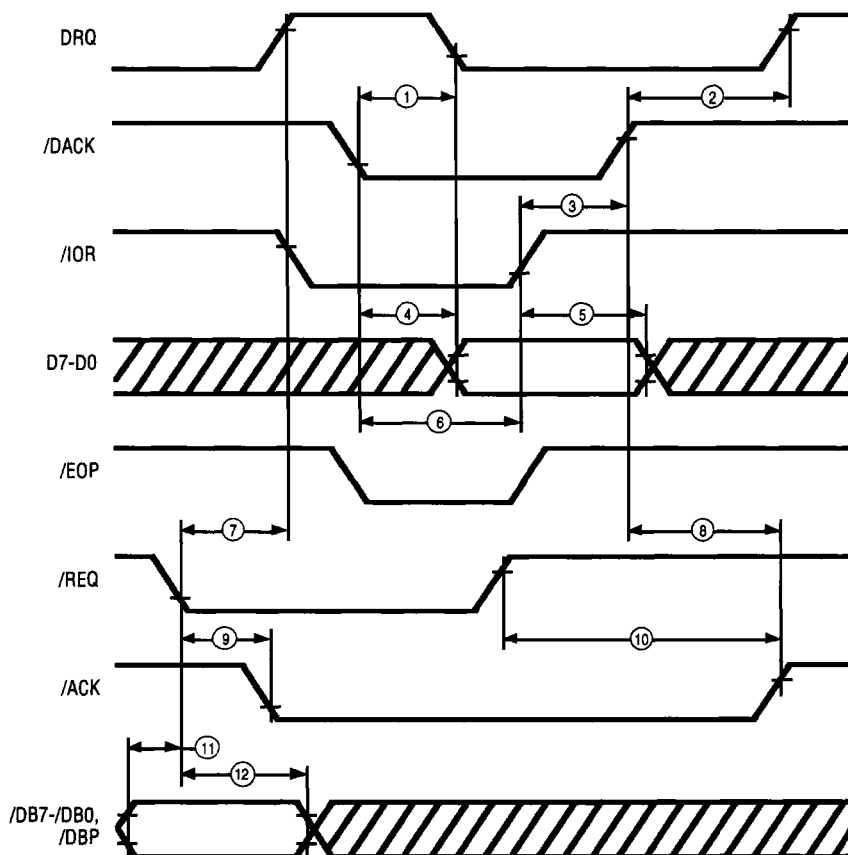 DRQ
1
2
/DACK
3
/IOR
4
5
D7-D0
6
/EOP
7
8
/REQ
9
10
/ACK
11
12
/DB7-/DB0,
/DBP